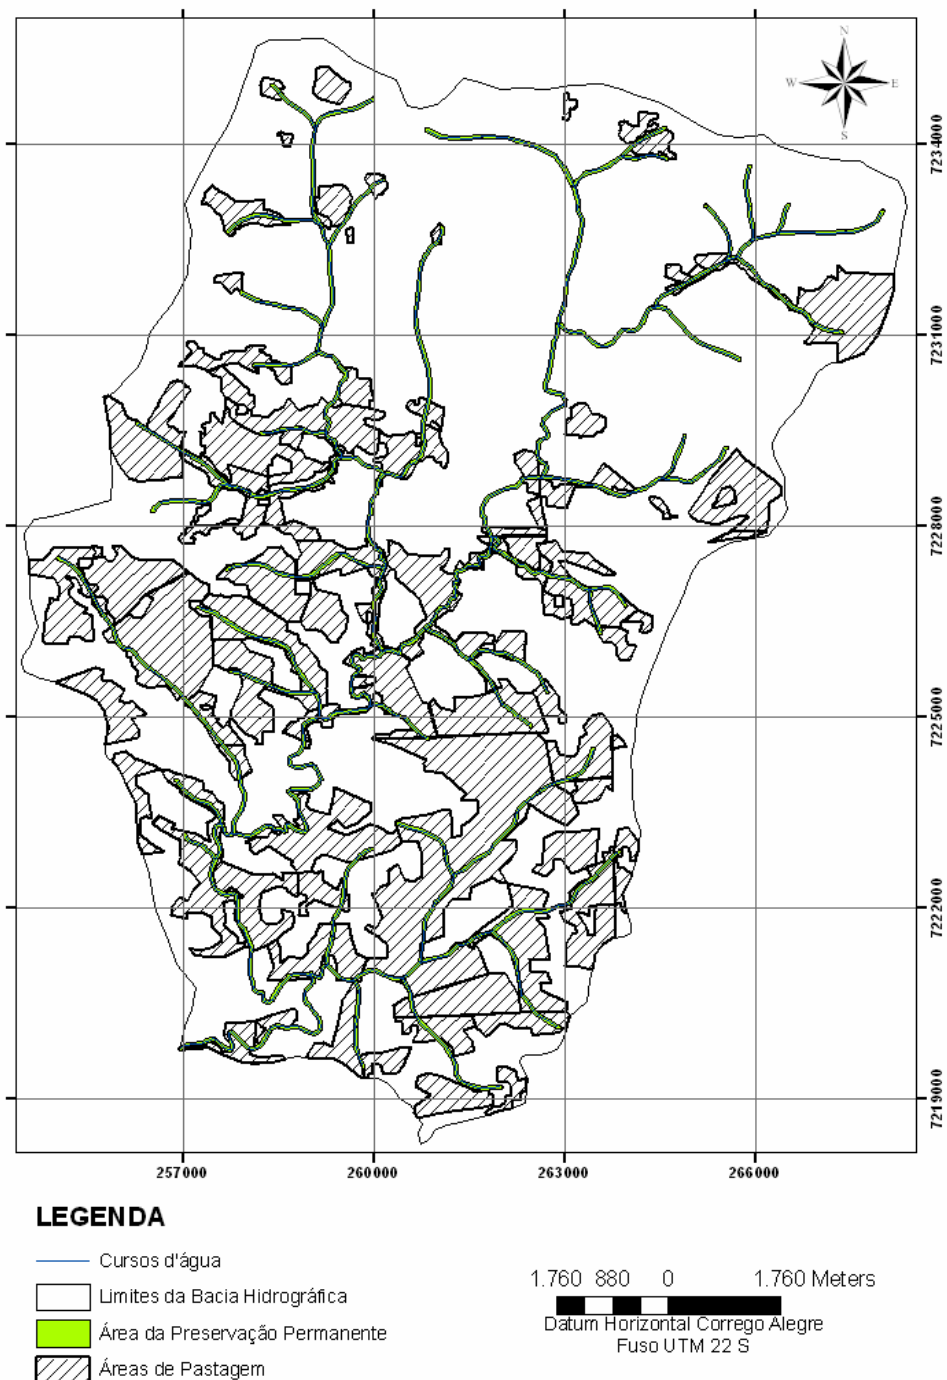 N
W E
S
7234000
7231000
7228000
7225000
7222000
7219000
257000 260000 263000 266000
LEGENDA
Cursos d'água
Limites da Bacia Hidrográfica
Área da Preservação Permanente
Áreas de Pastagem
1.760 880 0 1.760 Meters
Datum Horizontal Corrego Alegre
Fuso UTM 22 S